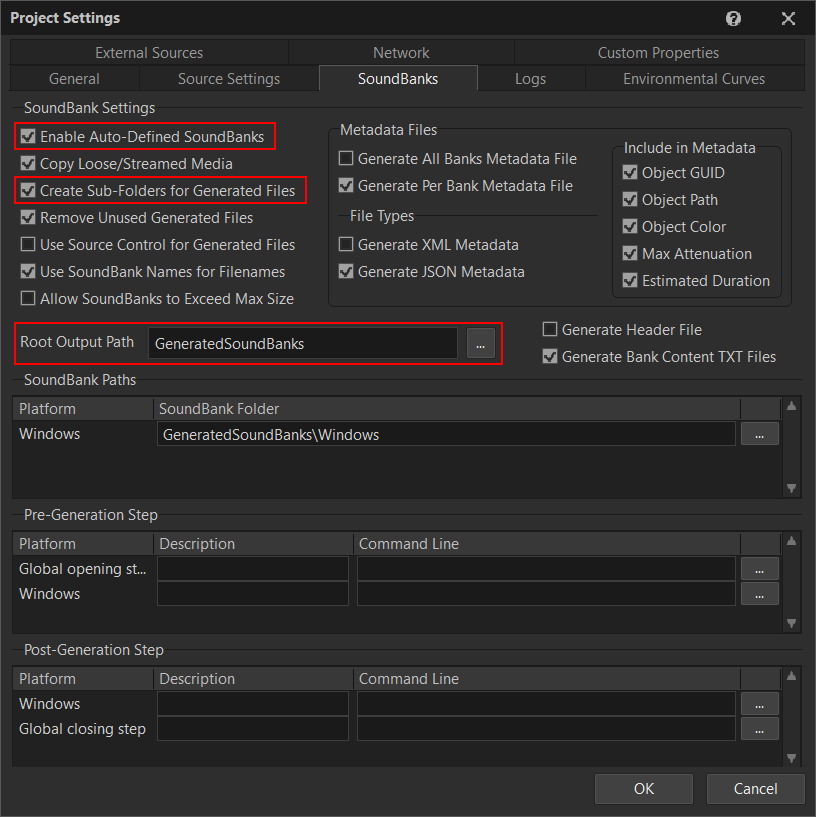 Project Settings
External Sources
Network
Custom Properties
General
Source Settings
SoundBanks
Logs
Environmental Curves
SoundBank Settings
Enable Auto-Defined SoundBanks
Copy Loose/Streamed Media
Create Sub-Folders for Generated Files
Remove Unused Generated Files
Use Source Control for Generated Files
Use SoundBank Names for Filenames
Allow SoundBanks to Exceed Max Size
Metadata Files
Generate All Banks Metadata File
Generate Per Bank Metadata File
File Types
Generate XML Metadata
Generate JSON Metadata
Include in Metadata
Object GUID
Object Path
Object Color
Max Attenuation
Estimated Duration
Root Output Path GeneratedSoundBanks ...
Generate Header File
Generate Bank Content TXT Files
SoundBank Paths
Platform SoundBank Folder
Windows GeneratedSoundBanks\Windows ...
Pre-Generation Step
Platform Description Command Line
Global opening st... ...
Windows ...
Post-Generation Step
Platform Description Command Line
Windows ...
Global closing step ...
OK Cancel